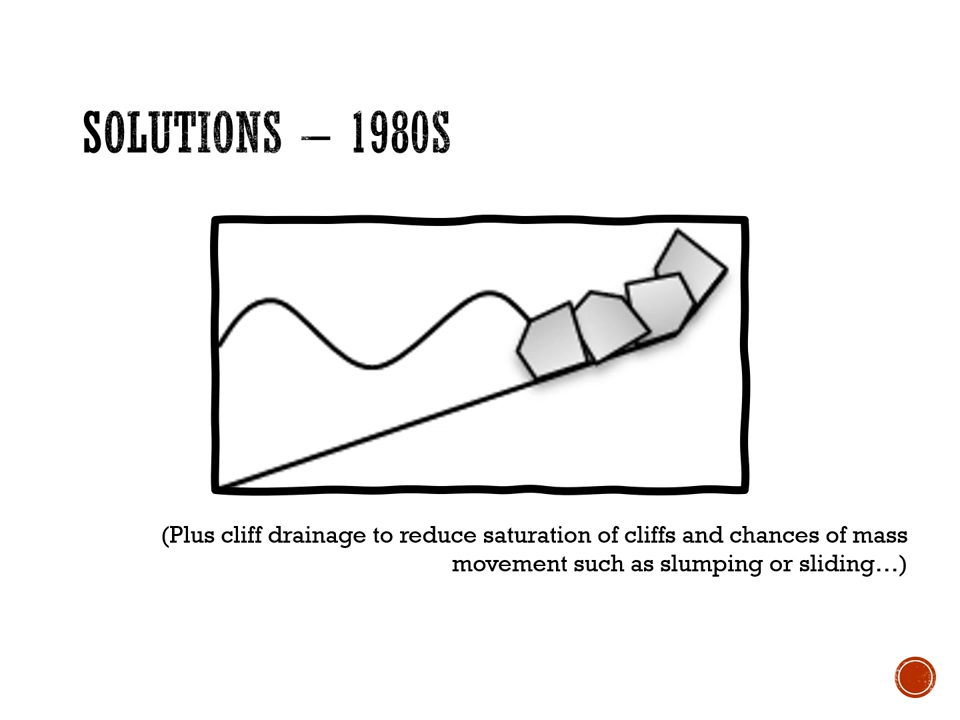 SOLUTIONS – 1980S
(Plus cliff drainage to reduce saturation of cliffs and chances of mass
movement such as slumping or sliding…)